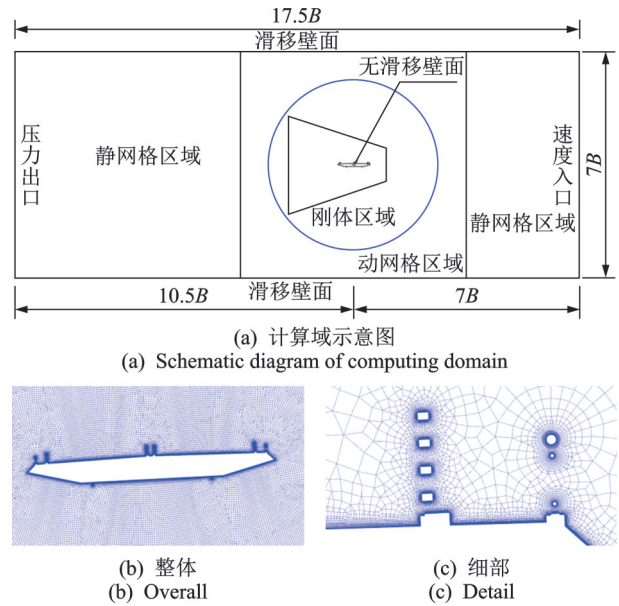 17.5B
滑移壁面
无滑移壁面
压力出口
静网格区域
速度入口
7B
刚体区域
静网格区域
动网格区域
10.5B
滑移壁面
7B
(a) 计算域示意图
(a) Schematic diagram of computing domain
(b) 整体
(b) Overall
(c) 细部
(c) Detail